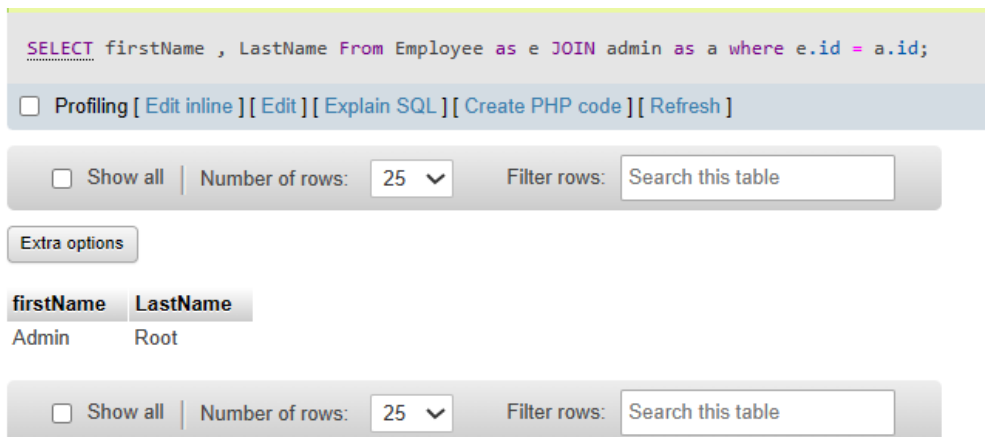 SELECT firstName , LastName From Employee as e JOIN admin as a where e.id = a.id;
Profiling [ Edit inline ] [ Edit ] [ Explain SQL ] [ Create PHP code ] [ Refresh ]
Show all | Number of rows: 25 Filter rows: Search this table
Extra options
firstName LastName
Admin Root
Show all | Number of rows: 25 Filter rows: Search this table